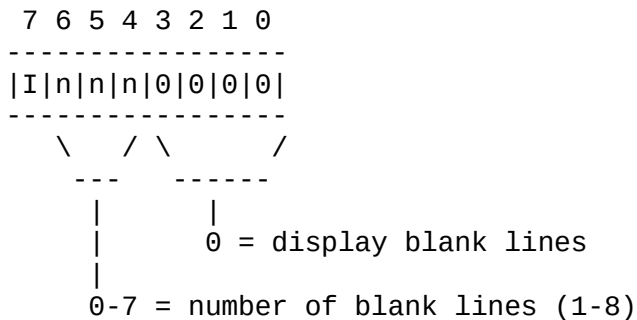 7 6 5 4 3 2 1 0
-----------------
|I|n|n|n|0|0|0|0|
-----------------
   \   / \     /
    ---   ------
     |      |
     |      0 = display blank lines
     |
     0-7 = number of blank lines (1-8)